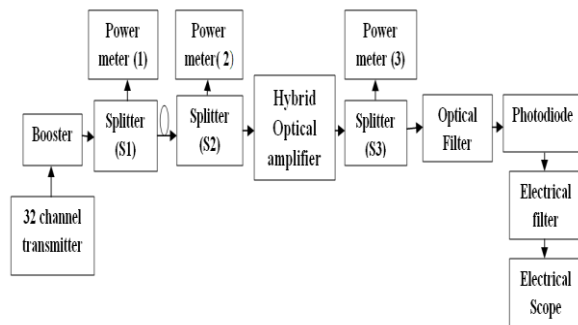 Power
meter (1)
Power
meter( 2)
Power
meter (3)
Booster
Splitter
(S1)
Splitter
(S2)
Hybrid
Optical
amplifier
Splitter
(S3)
Optical
Filter
Photodiode
32 channel
transmitter
Electrical
filter
Electrical
Scope